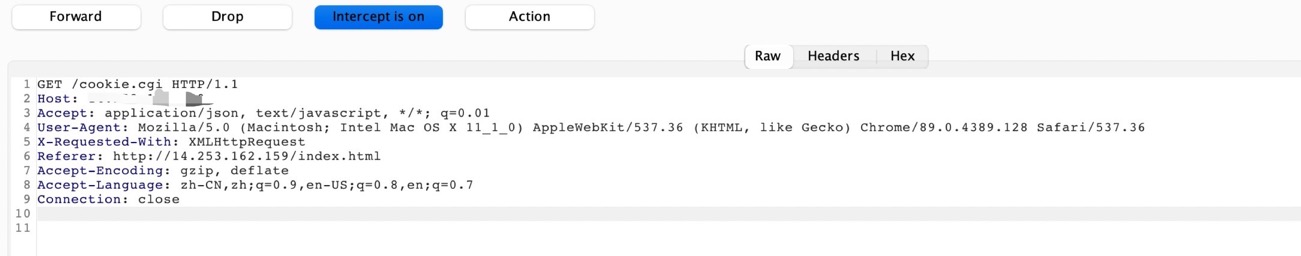 Forward Drop Intercept is on Action
Raw Headers Hex
1 GET /cookie.cgi HTTP/1.1
2 Host:
3 Accept: application/json, text/javascript, */*; q=0.01
4 User-Agent: Mozilla/5.0 (Macintosh; Intel Mac OS X 11_1_0) AppleWebKit/537.36 (KHTML, like Gecko) Chrome/89.0.4389.128 Safari/537.36
5 X-Requested-With: XMLHttpRequest
6 Referer: http://14.253.162.159/index.html
7 Accept-Encoding: gzip, deflate
8 Accept-Language: zh-CN,zh;q=0.9,en-US;q=0.8,en;q=0.7
9 Connection: close
10
11